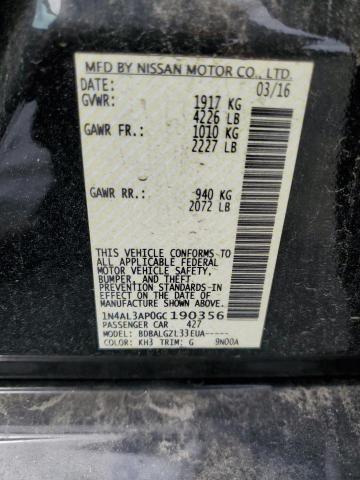 MFD BY NISSAN MOTOR CO., LTD.
DATE: 03/16
GVWR: 1917 KG
4226 LB
GAWR FR: 1010 KG
2227 LB
GAWR RR: 940 KG
2072 LB
THIS VEHICLE CONFORMS TO
ALL APPLICABLE FEDERAL
MOTOR VEHICLE SAFETY,
BUMPER, AND THEFT
PREVENTION STANDARDS IN
EFFECT ON THE DATE OF
MANUFACTURE SHOWN ABOVE.
1N4AL3AP0GC190356
PASSENGER CAR 427
MODEL: BDBALGZL33EUA-----
COLOR: KH3 TRIM: G 9N00A